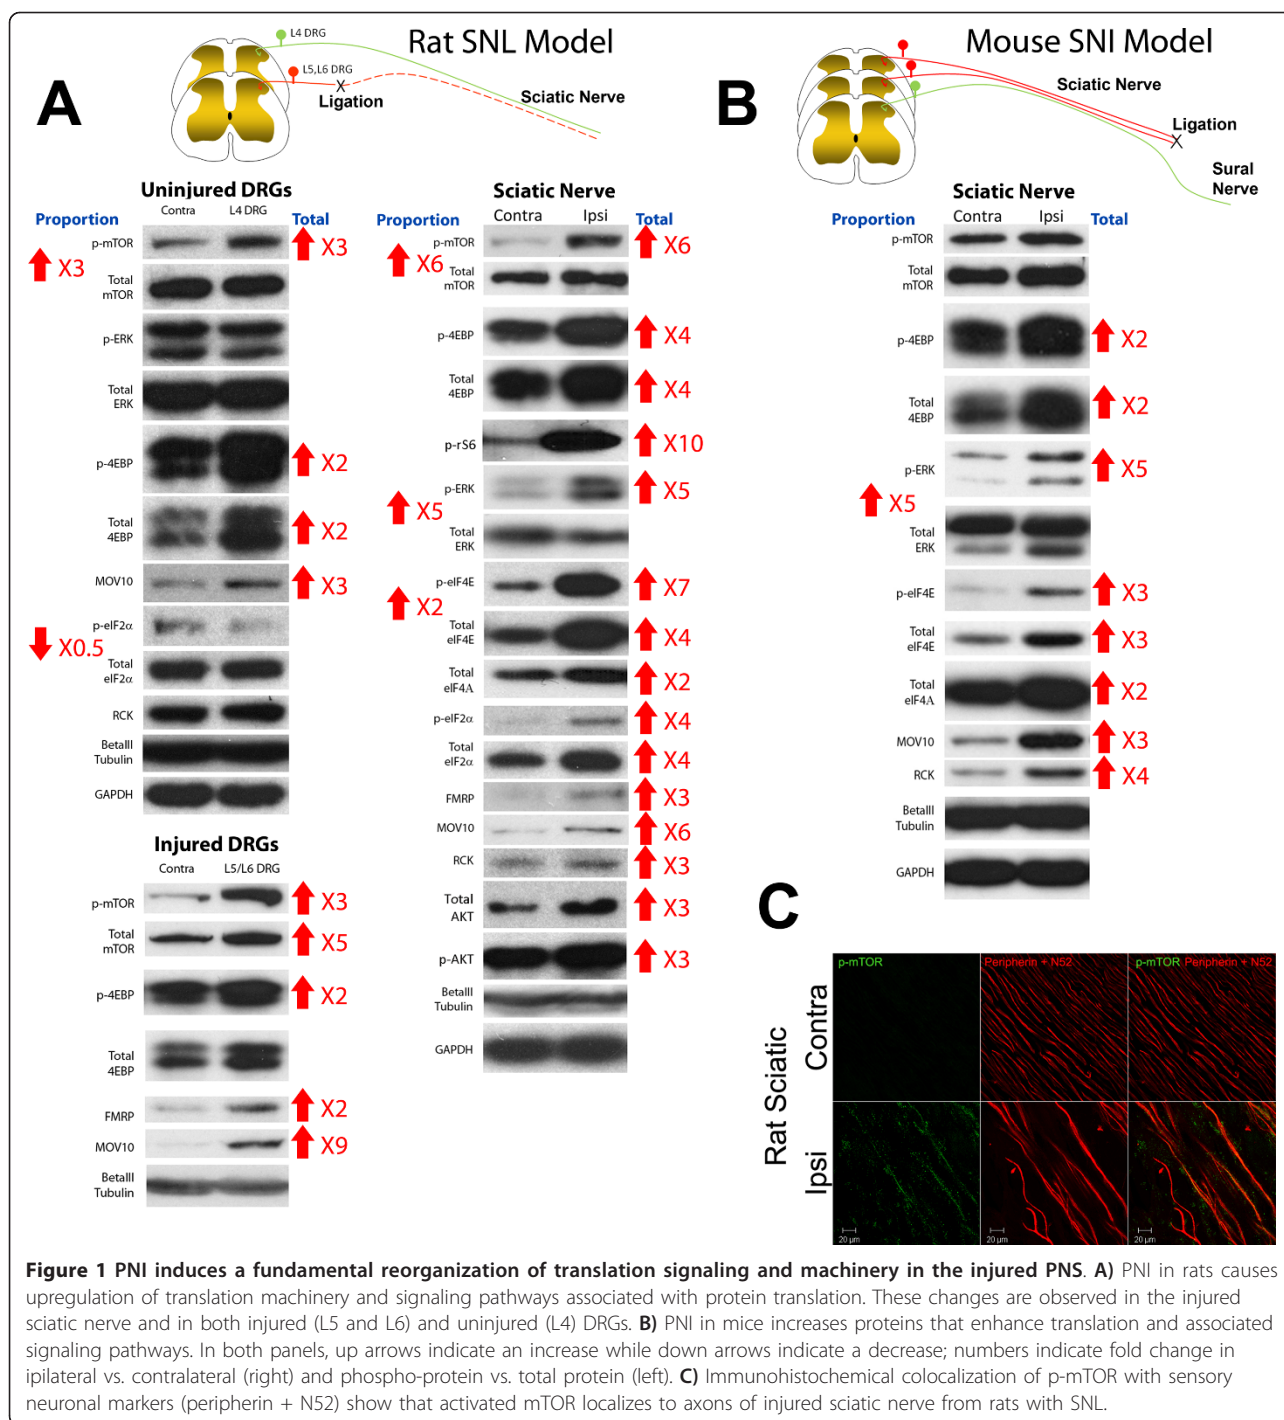 A
Rat SNL Model
L4 DRG
L5,L6 DRG
X
Ligation
Sciatic Nerve
Uninjured DRGs
Proportion
Contra
L4 DRG
Total
p-mTOR
X3
X3
Total
mTOR
p-ERK
Total
ERK
p-4EBP
X2
Total
4EBP
X2
MOV10
X3
p-eIF2α
X0.5
Total
eIF2α
RCK
BetaIII
Tubulin
GAPDH
Injured DRGs
Contra
L5/L6 DRG
p-mTOR
X3
Total
mTOR
X5
p-4EBP
X2
Total
4EBP
FMRP
X2
MOV10
X9
BetaIII
Tubulin
Sciatic Nerve
Proportion
Contra
Ipsi
Total
p-mTOR
X6
X6
Total
mTOR
p-4EBP
X4
Total
4EBP
X4
p-rS6
X10
p-ERK
X5
X5
Total
ERK
p-eIF4E
X7
X2
Total
eIF4E
X4
Total
eIF4A
X2
p-eIF2α
X4
Total
eIF2α
X4
FMRP
X3
MOV10
X6
RCK
X3
Total
AKT
X3
p-AKT
X3
BetaIII
Tubulin
GAPDH
B
Mouse SNI Model
Sciatic Nerve
Ligation
X
Sural
Nerve
Sciatic Nerve
Proportion
Contra
Ipsi
Total
p-mTOR
Total
mTOR
p-4EBP
X2
Total
4EBP
X2
p-ERK
X5
X5
Total
ERK
p-eIF4E
X3
Total
eIF4E
X3
Total
eIF4A
X2
MOV10
X3
RCK
X4
BetaIII
Tubulin
GAPDH
C
Rat Sciatic
Contra
Ipsi
p-mTOR
Peripherin + N52
p-mTOR Peripherin + N52
20 µm
20 µm
20 µm
Figure 1 PNI induces a fundamental reorganization of translation signaling and machinery in the injured PNS. A) PNI in rats causes
upregulation of translation machinery and signaling pathways associated with protein translation. These changes are observed in the injured
sciatic nerve and in both injured (L5 and L6) and uninjured (L4) DRGs. B) PNI in mice increases proteins that enhance translation and associated
signaling pathways. In both panels, up arrows indicate an increase while down arrows indicate a decrease; numbers indicate fold change in
ipilateral vs. contralateral (right) and phospho-protein vs. total protein (left). C) Immunohistochemical colocalization of p-mTOR with sensory
neuronal markers (peripherin + N52) show that activated mTOR localizes to axons of injured sciatic nerve from rats with SNL.